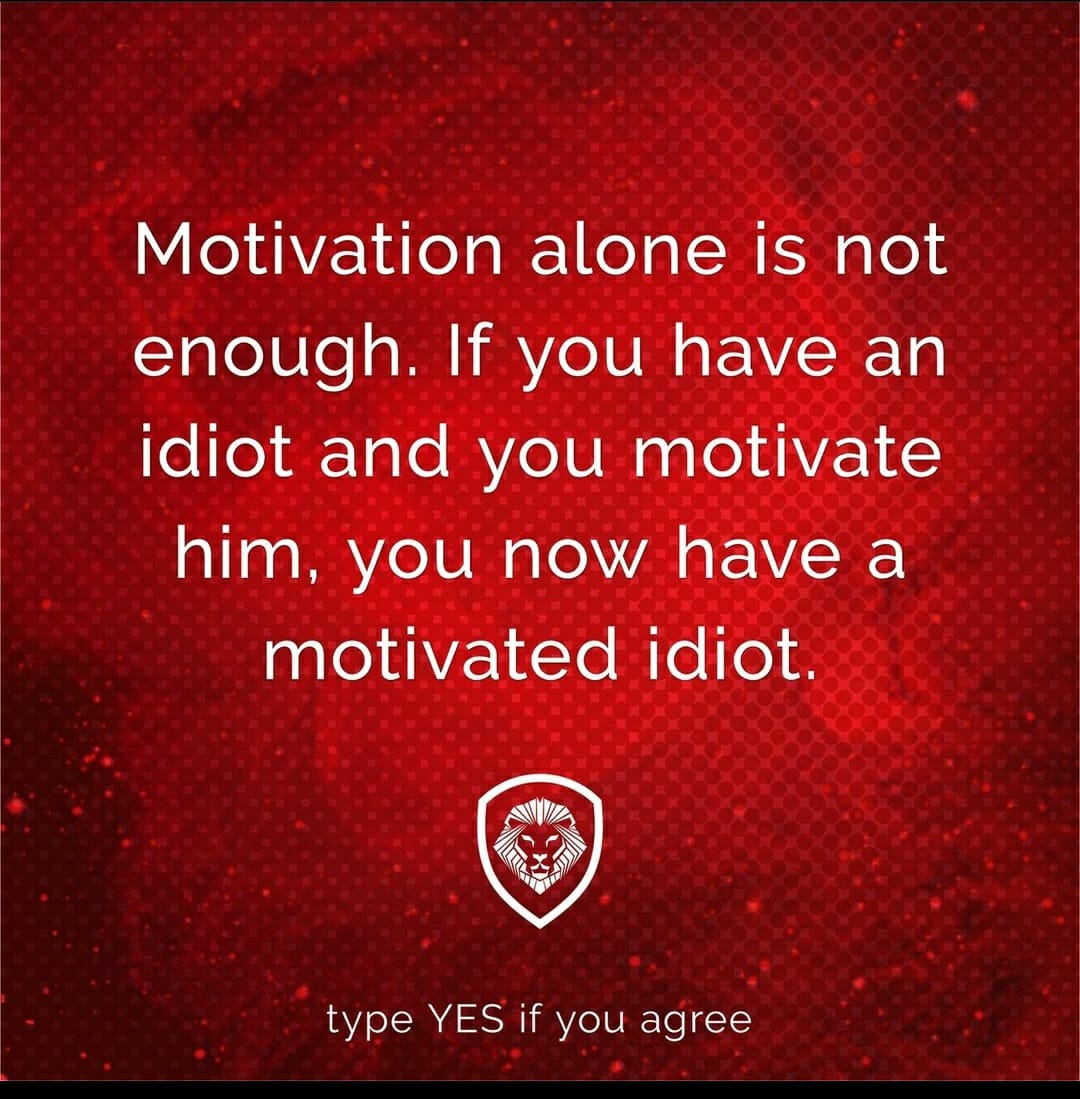 Motivation alone is not
enough. If you have an
idiot and you motivate
him, you now have a
motivated idiot.
type YES if you agree